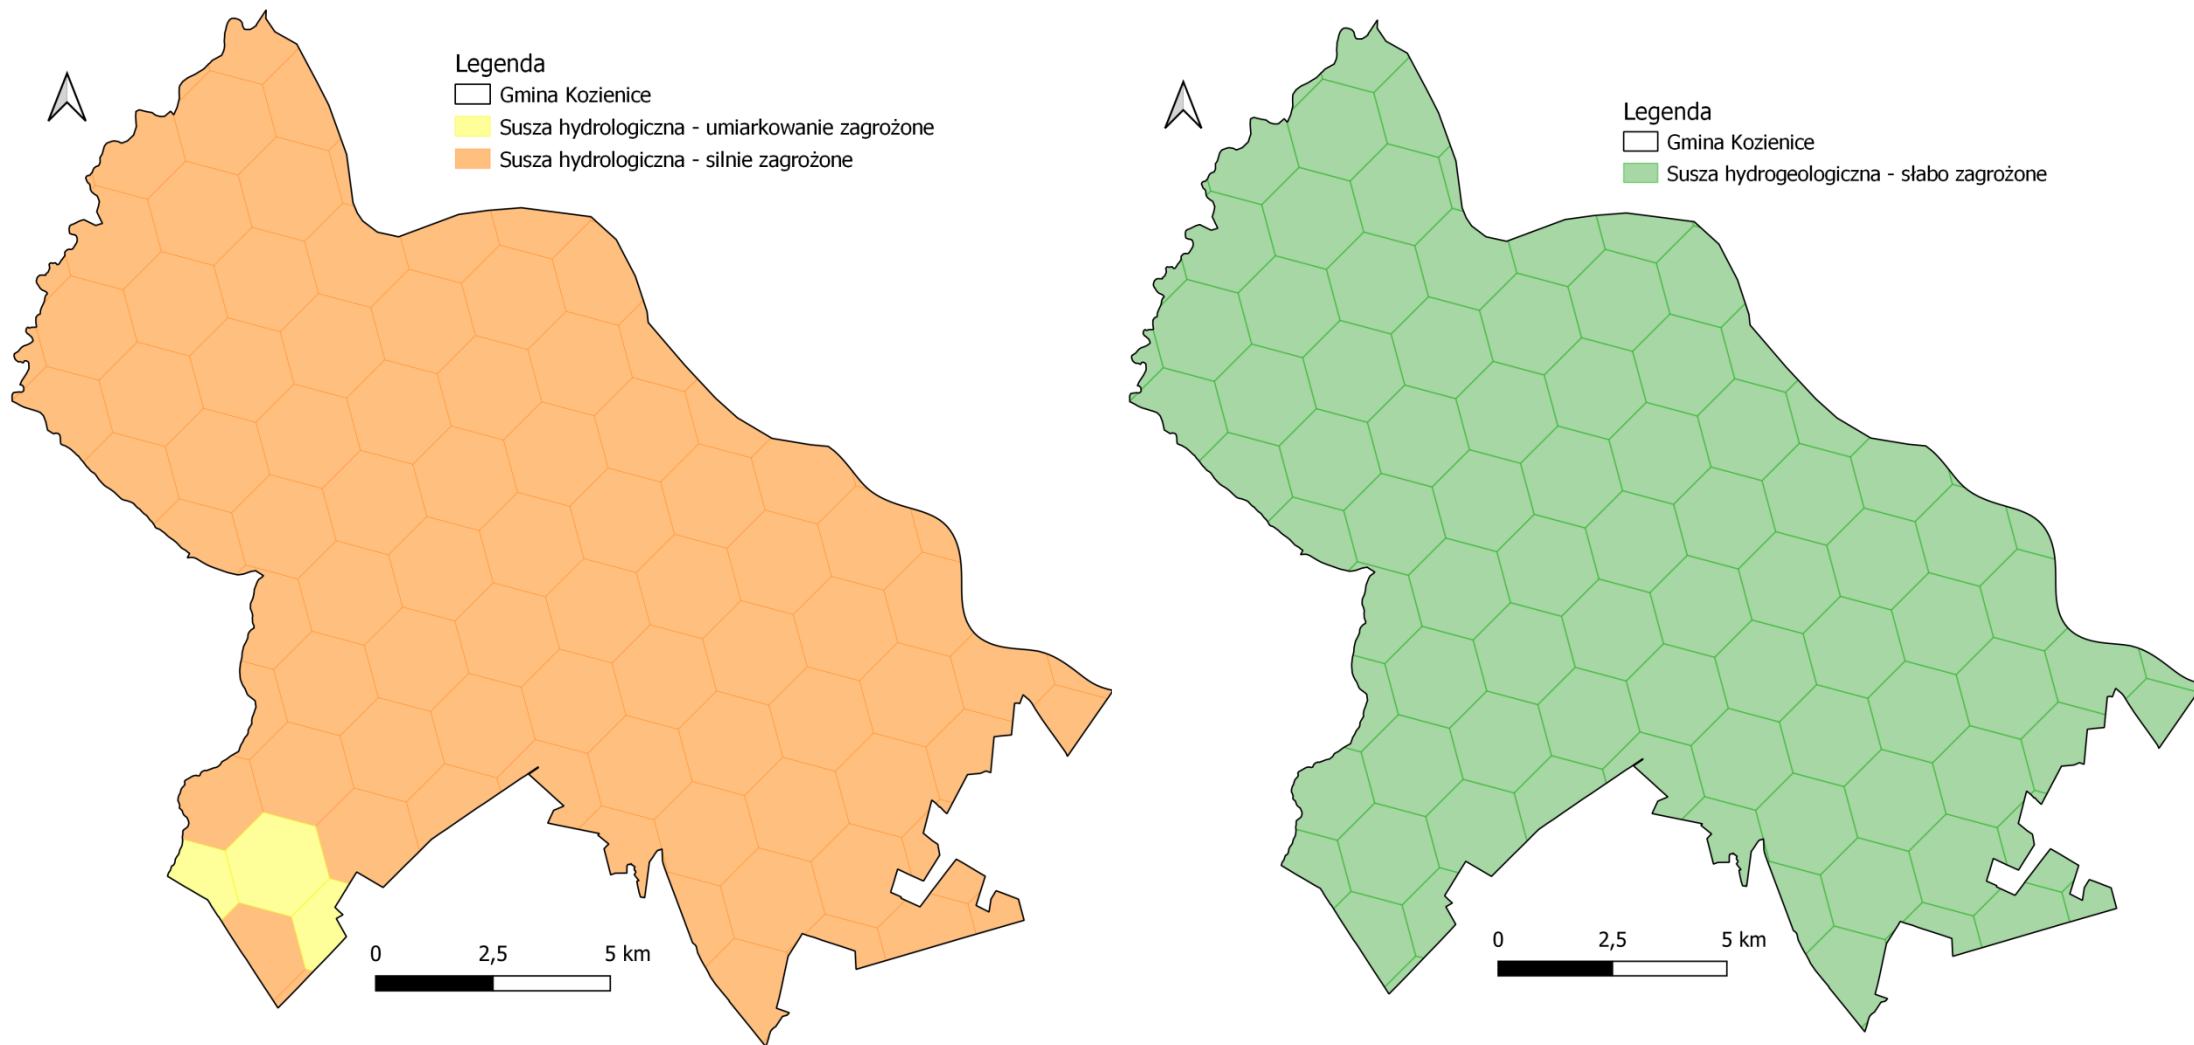 Legenda
Gmina Kozienice
Susza hydrologiczna - umiarkowanie zagrożone
Susza hydrologiczna - silnie zagrożone
0 2,5 5 km
Legenda
Gmina Kozienice
Susza hydrogeologiczna - słabo zagrożone
0 2,5 5 km